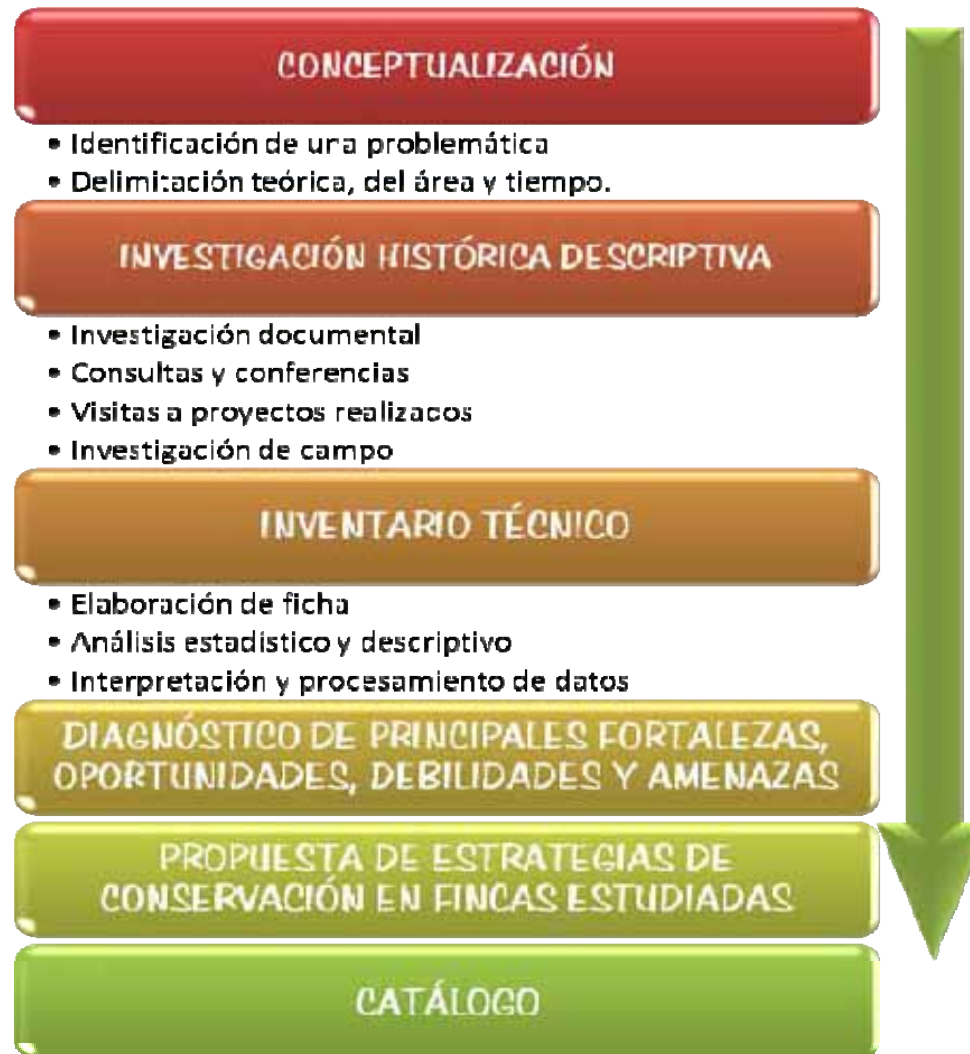 CONCEPTUALIZACIÓN
• Identificación de una problemática
• Delimitación teórica, del área y tiempo.
INVESTIGACIÓN HISTÓRICA DESCRIPTIVA
• Investigación documental
• Consultas y conferencias
• Visitas a proyectos realizados
• Investigación de campo
INVENTARIO TÉCNICO
• Elaboración de ficha
• Análisis estadístico y descriptivo
• Interpretación y procesamiento de datos
DIAGNÓSTICO DE PRINCIPALES FORTALEZAS,
OPORTUNIDADES, DEBILIDADES Y AMENAZAS
PROPUESTA DE ESTRATEGIAS DE
CONSERVACIÓN EN FINCAS ESTUDIADAS
CATÁLOGO